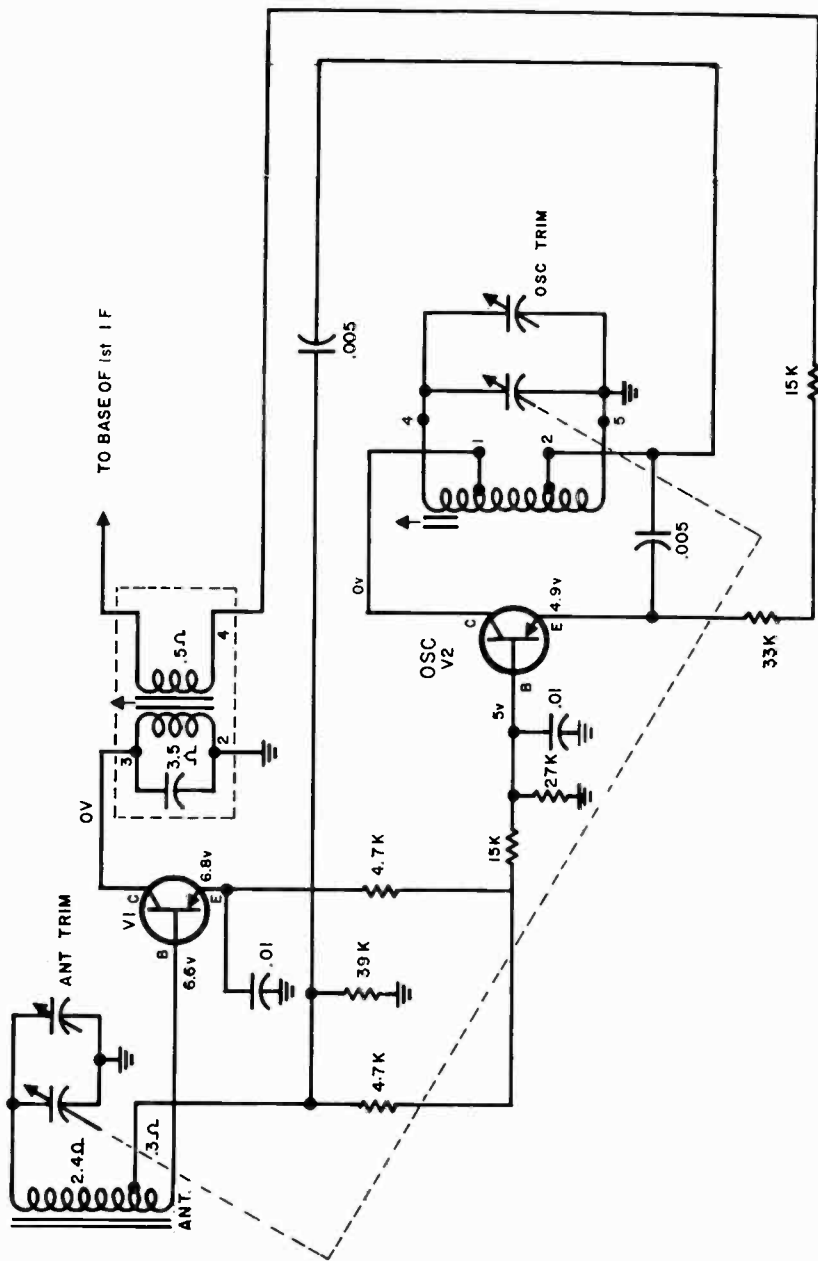 ANT TRIM
2.4Ω
.3Ω
ANT.
V1
C
B
E
6.6v
6.8v
0V
.01
39K
4.7K
4.7K
15K
3
3.5
Ω
2
.5Ω
4
TO BASE OF 1st IF
.005
OSC
V2
C
B
E
0v
5v
4.9v
.01
27K
4
1
2
5
OSC TRIM
.005
33K
15K